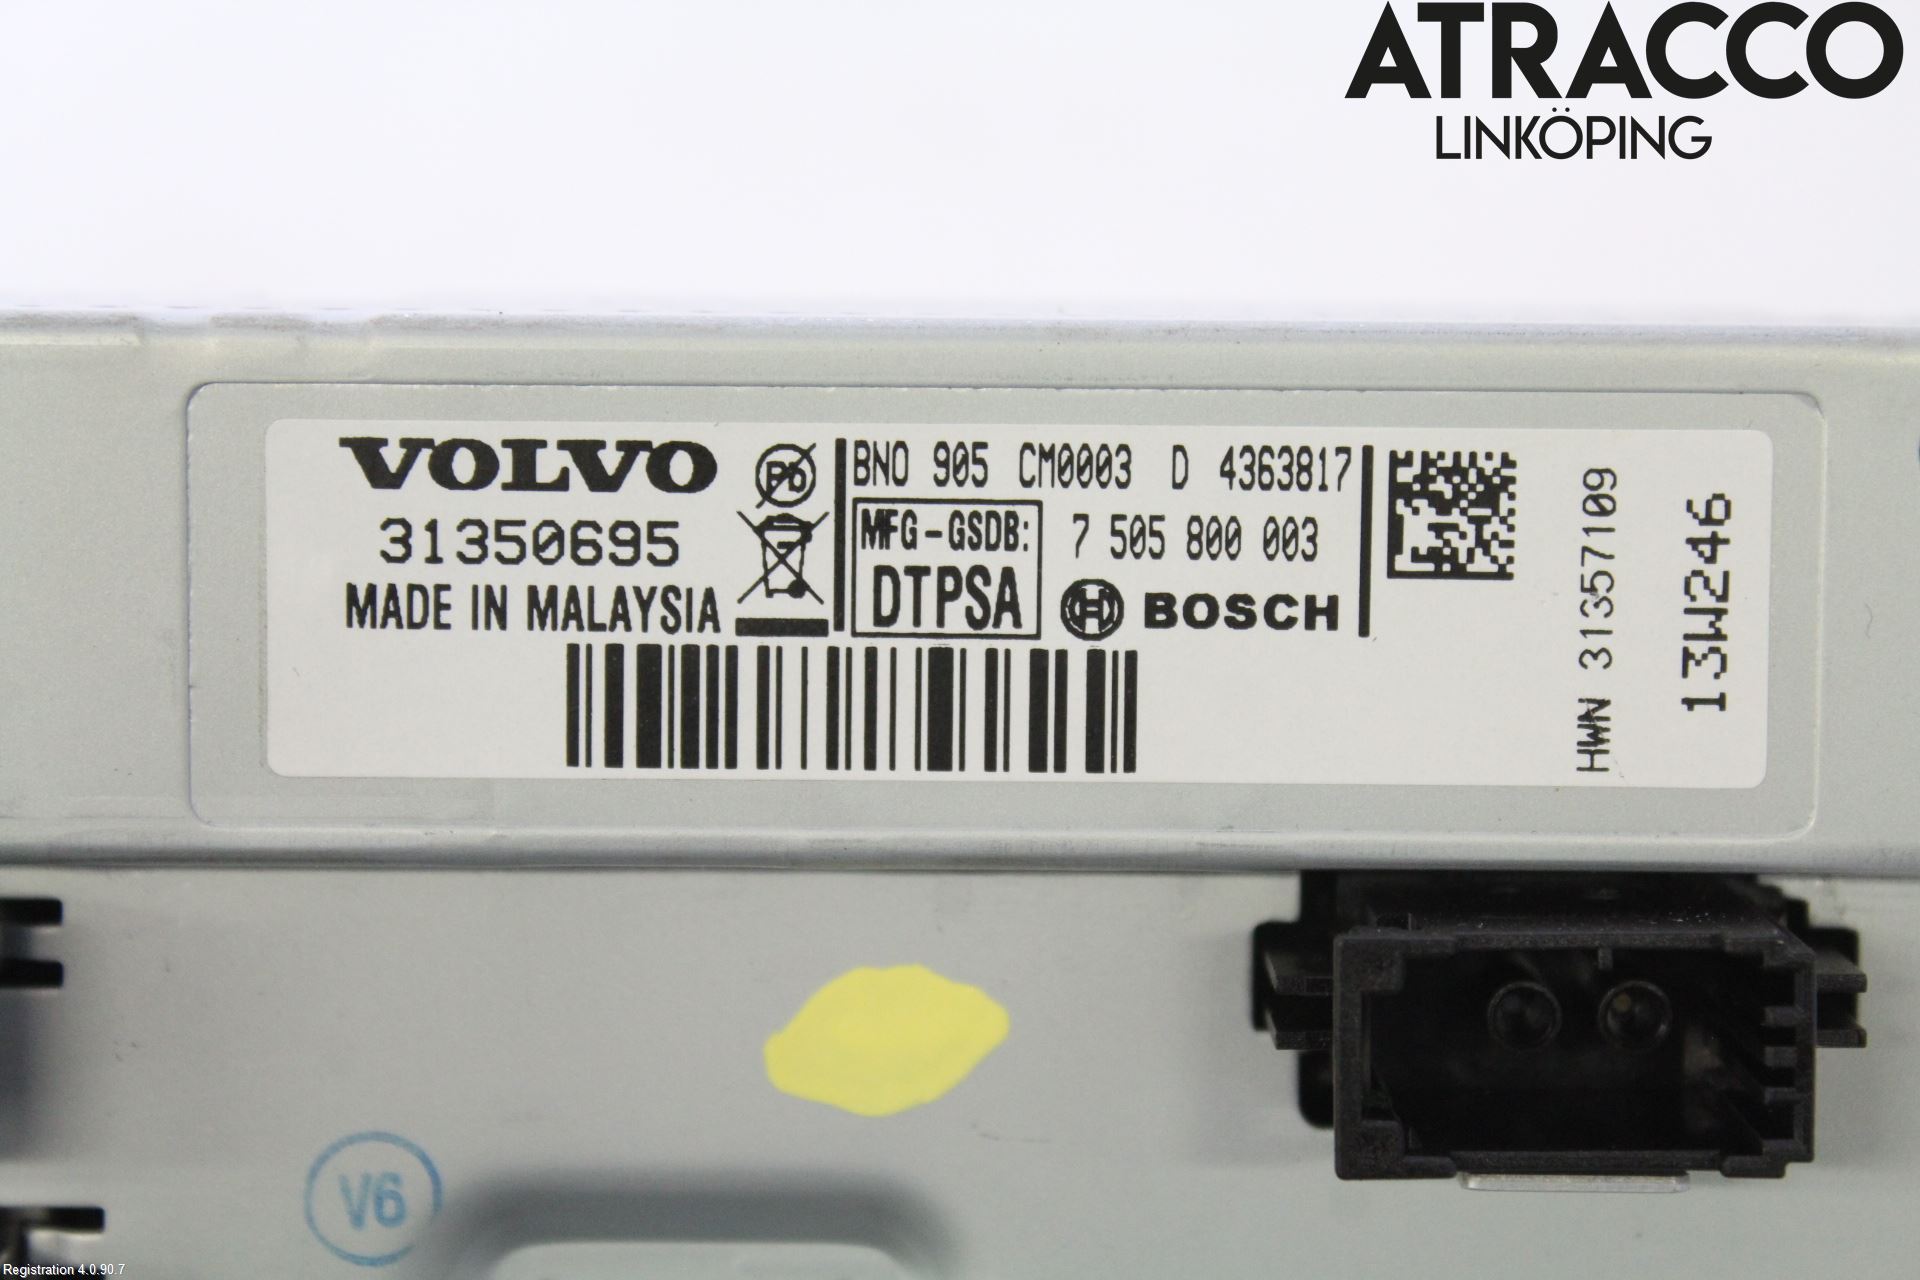 ATRACCO
LINKÖPING
VOLVO
31350695
MADE IN MALAYSIA
Pb
BNO 905 CM0003 D 4363817
MFG-GSDB:
DTPSA
7 505 800 003
BOSCH
HWN 31357109
13W246
V6
Registration 4.0.90.7